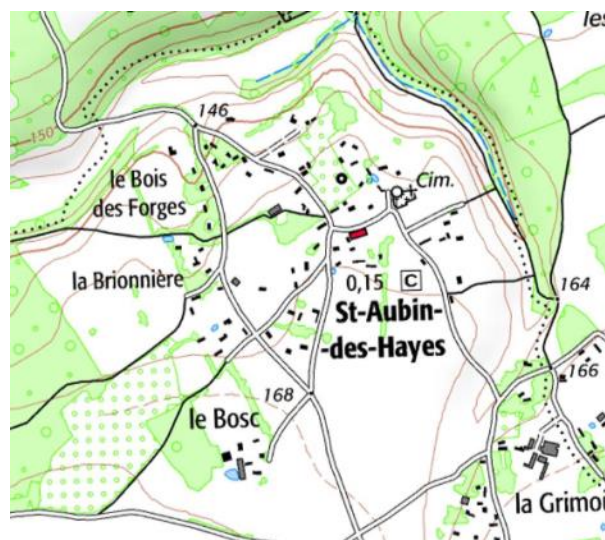 les
146
150
le Bois
des Forges
Cim.
la Brionnière
0,15 C
164
St-Aubin-
-des-Hayes
166
168
le Bosc
la Grimou